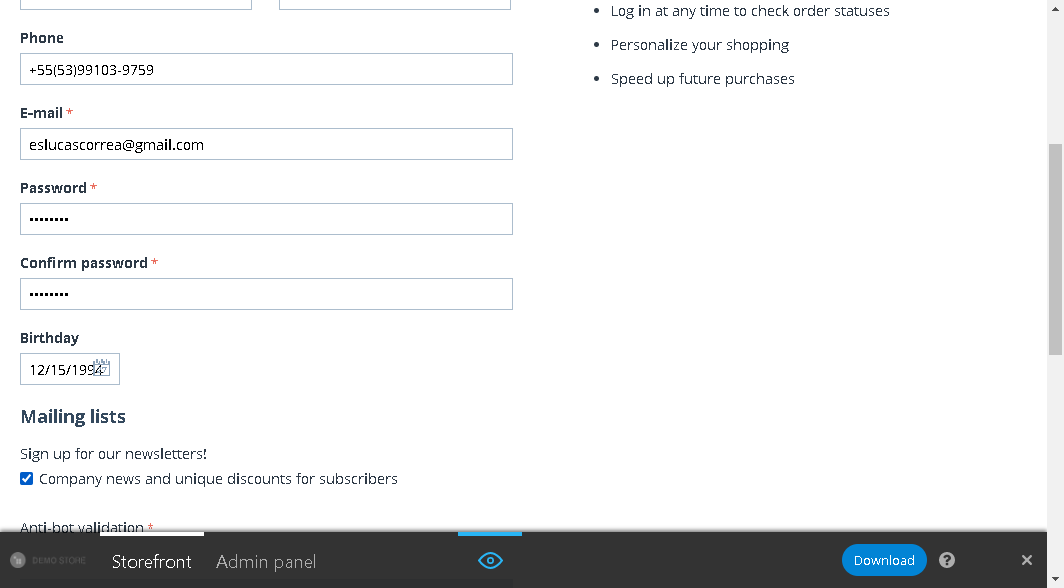 Log in at any time to check order statuses
Phone
Personalize your shopping
+55(53)99103-9759
Speed up future purchases
E-mail *
eslucascorrea@gmail.com
Password *
••••••••
Confirm password *
••••••••
Birthday
12/15/1994
Mailing lists
Sign up for our newsletters!
Company news and unique discounts for subscribers
Anti-bot validation *
DEMO STORE
Storefront
Admin panel
Download
?